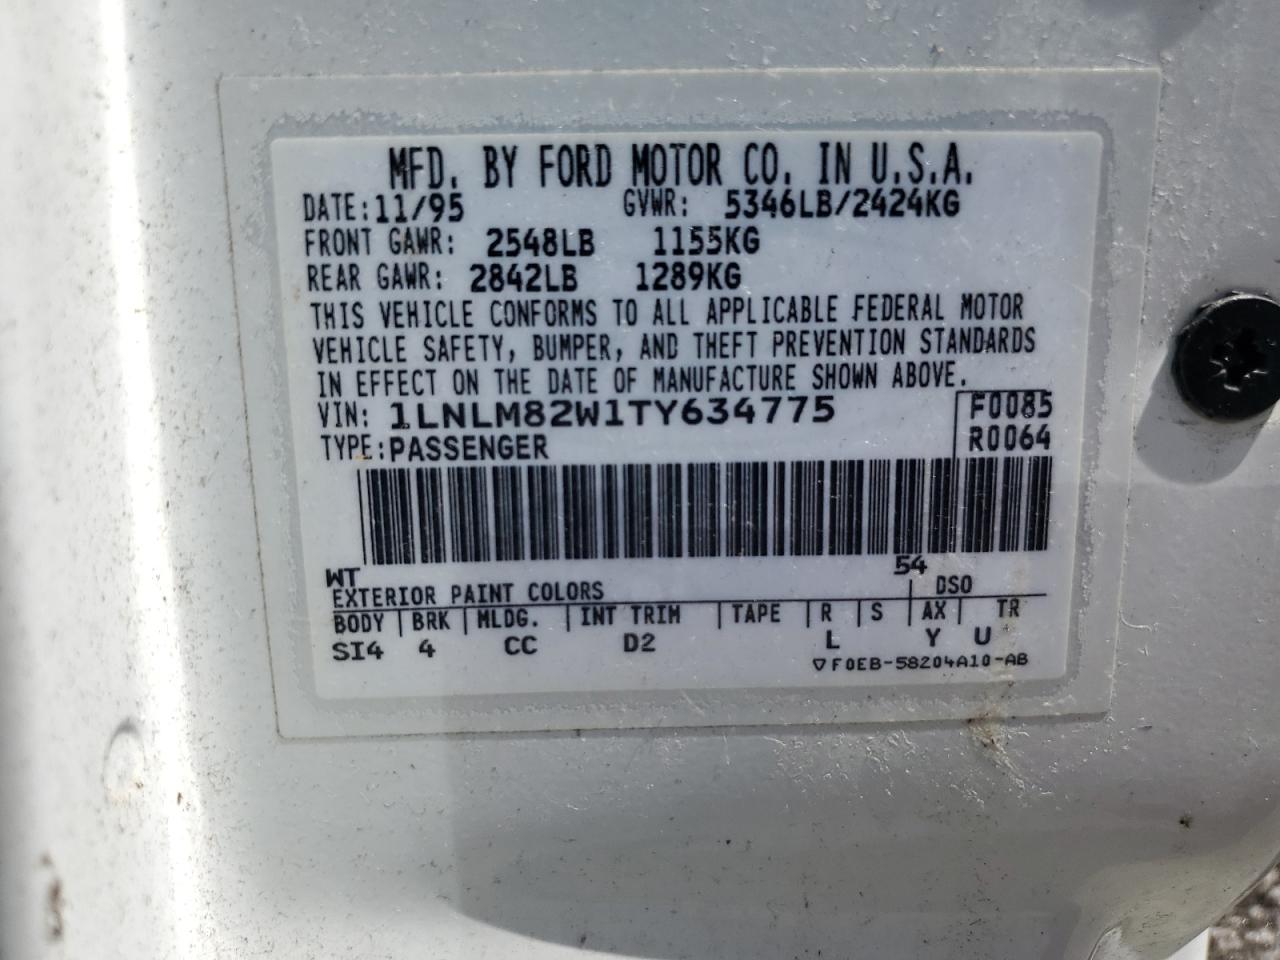 MFD. BY FORD MOTOR CO. IN U.S.A.
DATE: 11/95 GVWR: 5346LB/2424KG
FRONT GAWR: 2548LB 1155KG
REAR GAWR: 2842LB 1289KG
THIS VEHICLE CONFORMS TO ALL APPLICABLE FEDERAL MOTOR
VEHICLE SAFETY, BUMPER, AND THEFT PREVENTION STANDARDS
IN EFFECT ON THE DATE OF MANUFACTURE SHOWN ABOVE.
VIN: 1LNLM82W1TY634775 F0085
TYPE: PASSENGER R0064
WT 54
EXTERIOR PAINT COLORS DSO
BODY BRK MLDG. INT TRIM TAPE R S AX TR
SI4 4 CC D2 L Y U
▽F0EB-58204A10-AB